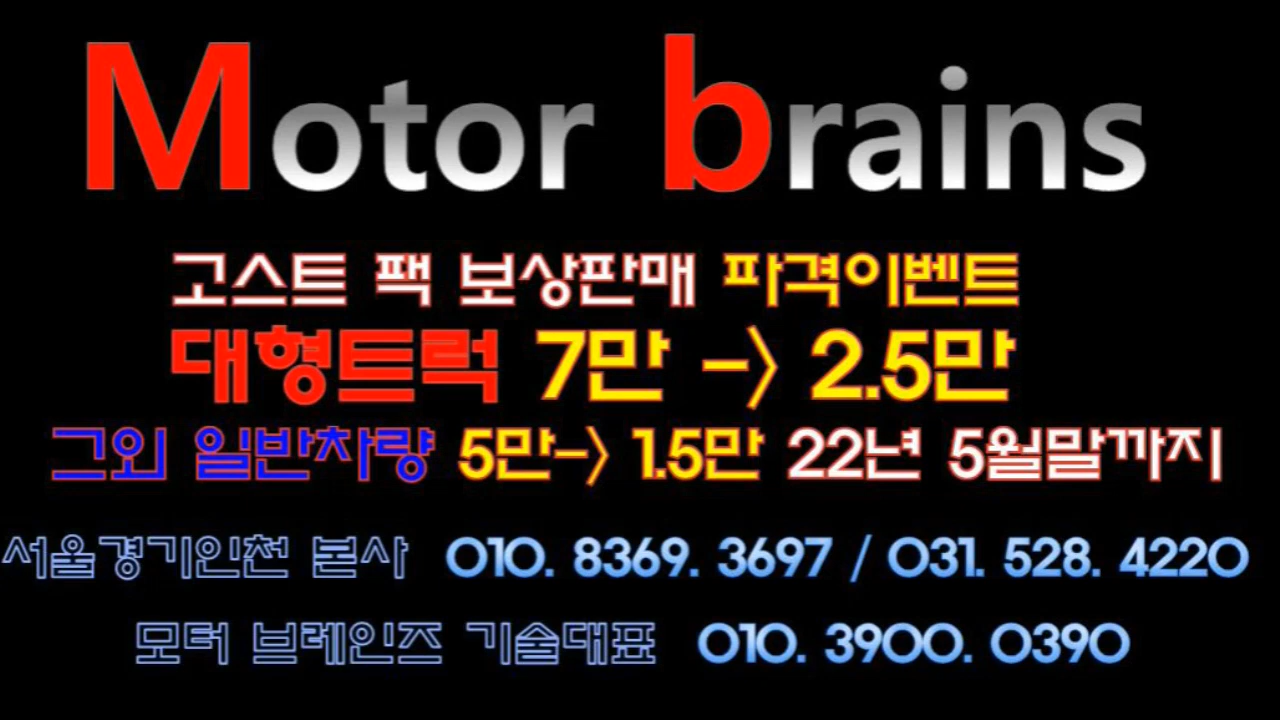 Motor brains
고스트 팩 보상판매 파격이벤트
대형트럭 7만 -> 2.5만
그외 일반차량 5만-> 1.5만 22년 5월말까지
서울경기인천 본사 010. 8369. 3697 / 031. 528. 4220
모터 브레인즈 기술대표 010. 3900. 0390